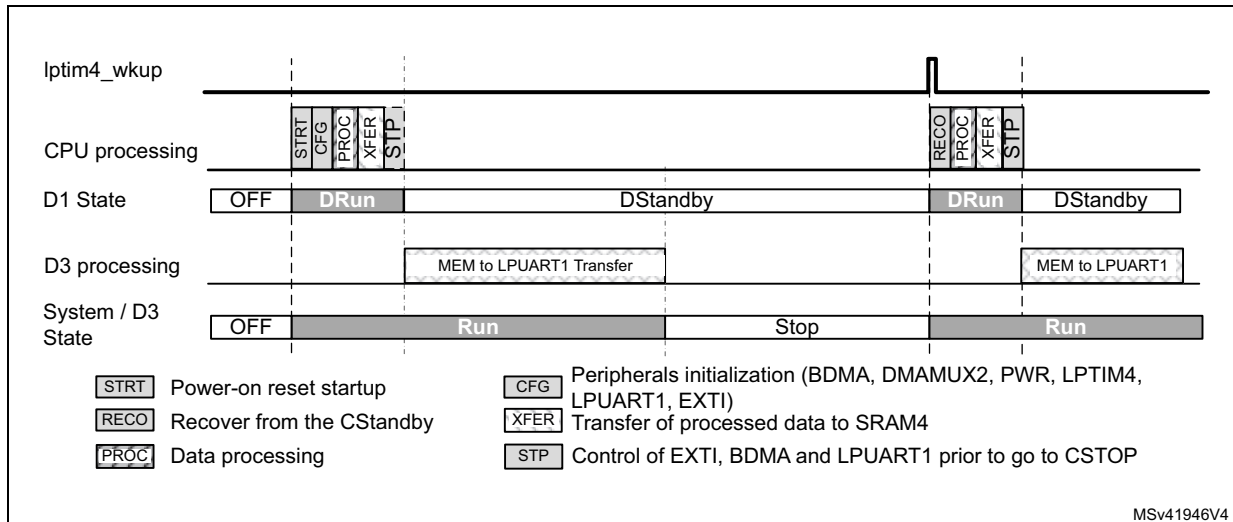 lptim4_wkup
STRT
CFG
PROC
XFER
STP
RECO
PROC
XFER
STP
CPU processing
D1 State
OFF
DRun
DStandby
DRun
DStandby
D3 processing
MEM to LPUART1 Transfer
MEM to LPUART1
System / D3
State
OFF
Run
Stop
Run
STRT Power-on reset startup
RECO Recover from the CStandby
PROC Data processing
CFG Peripherals initialization (BDMA, DMAMUX2, PWR, LPTIM4,
LPUART1, EXTI)
XFER Transfer of processed data to SRAM4
STP Control of EXTI, BDMA and LPUART1 prior to go to CSTOP
MSv41946V4